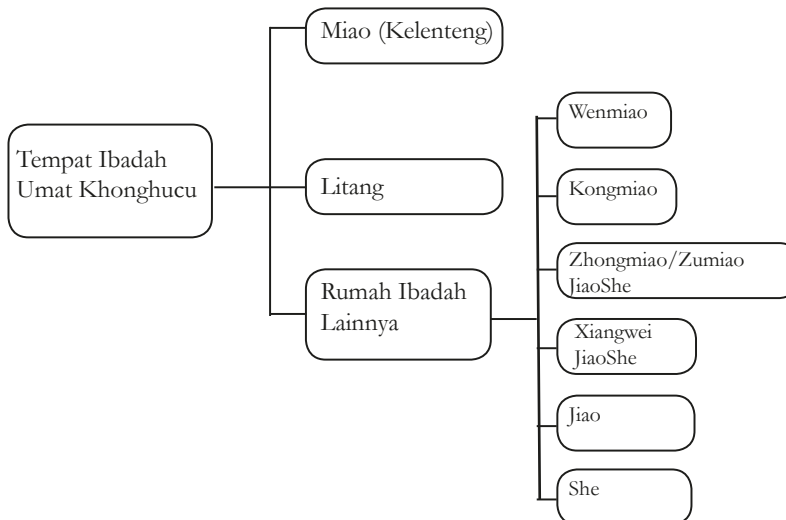 Tempat Ibadah
Umat Khonghucu
Miao (Kelenteng)
Litang
Rumah Ibadah
Lainnya
Wenmiao
Kongmiao
Zhongmiao/Zumiao
JiaoShe
Xiangwei
JiaoShe
Jiao
She